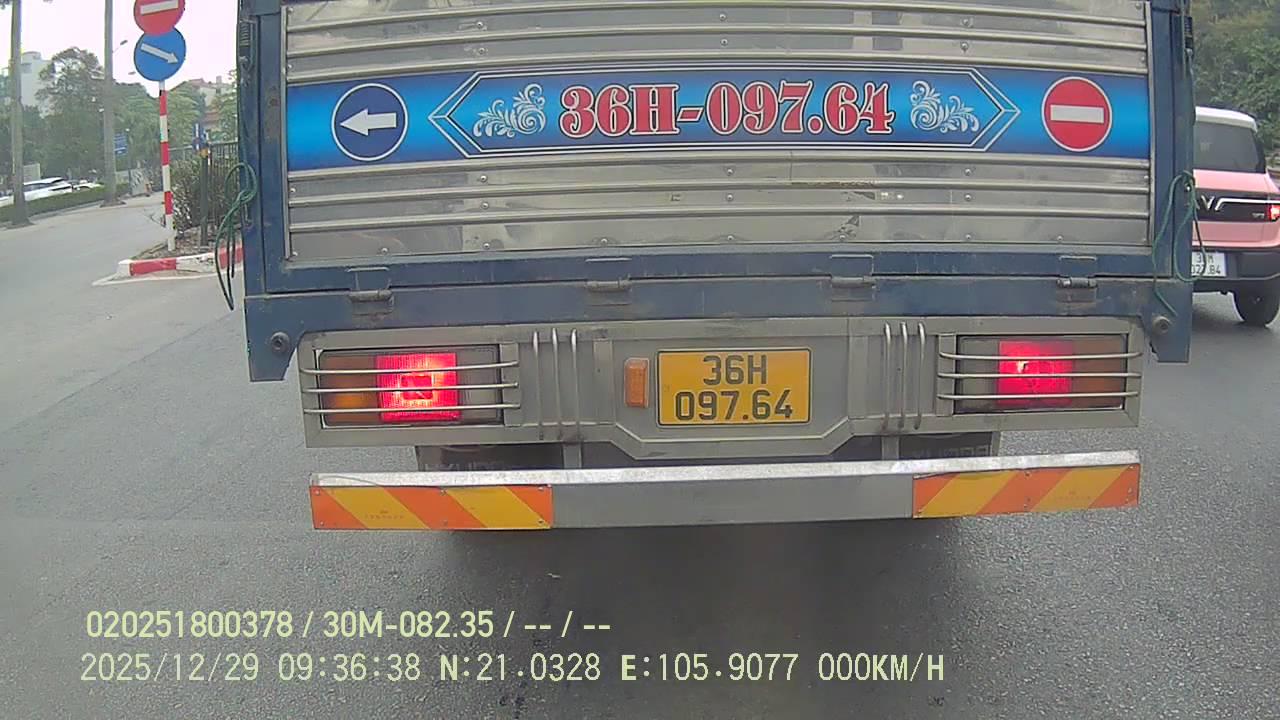 36H-097.64
36H
097.64
020251800378 / 30M-082.35 / -- / --
2025/12/29 09:36:38 N:21.0328 E:105.9077 000KM/H